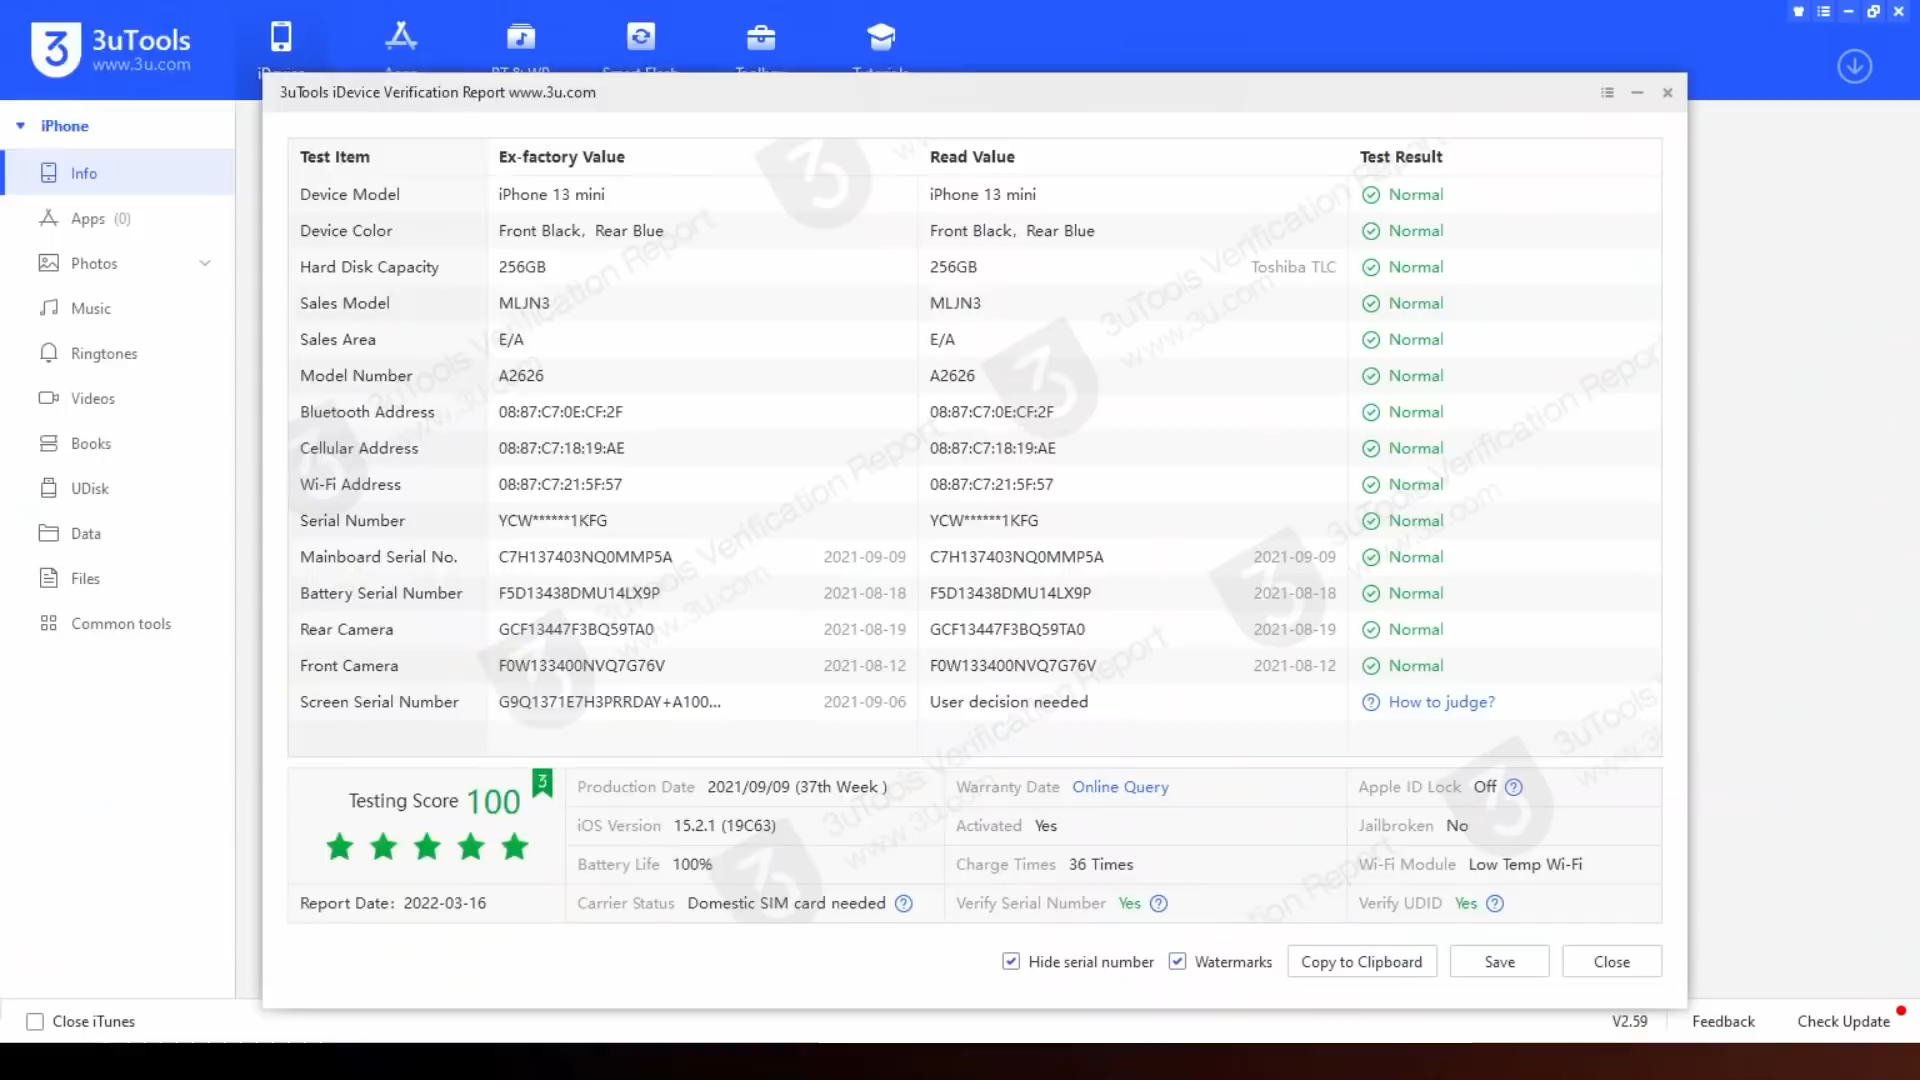 3uTools
www.3u.com
3uTools iDevice Verification Report www.3u.com
iPhone
Info
Apps (0)
Photos
Music
Ringtones
Videos
Books
UDisk
Data
Files
Common tools
Test Item Ex-factory Value Read Value Test Result
Device Model iPhone 13 mini iPhone 13 mini Normal
Device Color Front Black, Rear Blue Front Black, Rear Blue Normal
Hard Disk Capacity 256GB 256GB Toshiba TLC Normal
Sales Model MLJN3 MLJN3 Normal
Sales Area E/A E/A Normal
Model Number A2626 A2626 Normal
Bluetooth Address 08:87:C7:0E:CF:2F 08:87:C7:0E:CF:2F Normal
Cellular Address 08:87:C7:18:19:AE 08:87:C7:18:19:AE Normal
Wi-Fi Address 08:87:C7:21:5F:57 08:87:C7:21:5F:57 Normal
Serial Number YCW******1KFG YCW******1KFG Normal
Mainboard Serial No. C7H137403NQ0MMP5A 2021-09-09 C7H137403NQ0MMP5A 2021-09-09 Normal
Battery Serial Number F5D13438DMU14LX9P 2021-08-18 F5D13438DMU14LX9P 2021-08-18 Normal
Rear Camera GCF13447F3BQ59TA0 2021-08-19 GCF13447F3BQ59TA0 2021-08-19 Normal
Front Camera F0W133400NVQ7G76V 2021-08-12 F0W133400NVQ7G76V 2021-08-12 Normal
Screen Serial Number G9Q1371E7H3PRRDAY+A100... 2021-09-06 User decision needed How to judge?
Testing Score 100
Production Date 2021/09/09 (37th Week ) Warranty Date Online Query Apple ID Lock Off
iOS Version 15.2.1 (19C63) Activated Yes Jailbroken No
Battery Life 100% Charge Times 36 Times Wi-Fi Module Low Temp Wi-Fi
Report Date: 2022-03-16 Carrier Status Domestic SIM card needed Verify Serial Number Yes Verify UDID Yes
Hide serial number Watermarks Copy to Clipboard Save Close
Close iTunes V2.59 Feedback Check Update